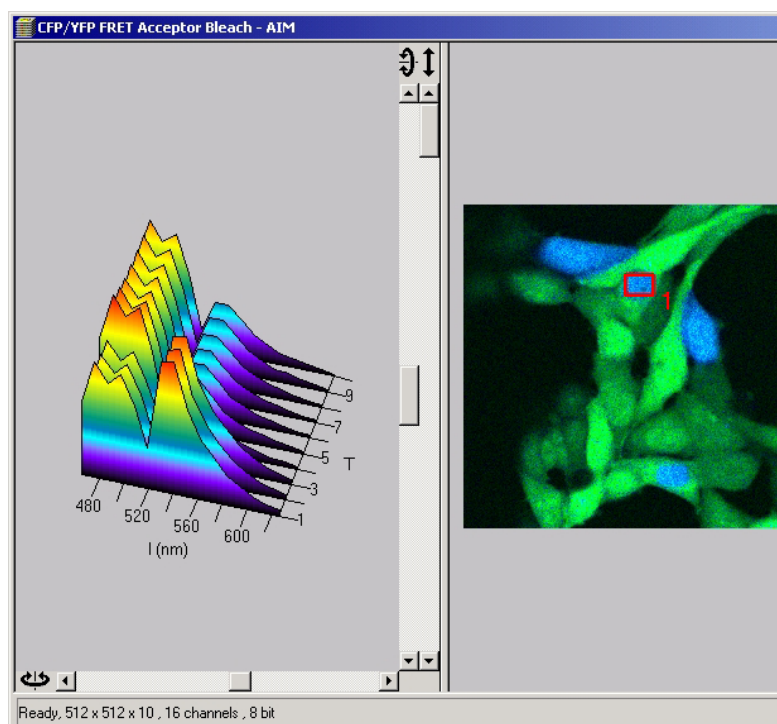 CFP/YFP FRET Acceptor Bleach - AIM
1
9
7
5
T
3
1
480
520
560
600
l (nm)
Ready, 512 x 512 x 10 , 16 channels , 8 bit